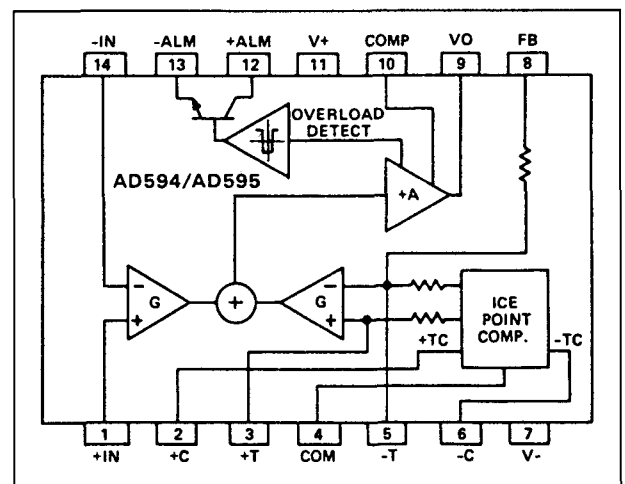 -IN -ALM +ALM V+ COMP VO FB
14 13 12 11 10 9 8
OVERLOAD
DETECT
AD594/AD595
+A
- G +
+
- G +
ICE
POINT
COMP.
+TC
-TC
1 2 3 4 5 6 7
+IN +C +T COM -T -C V-